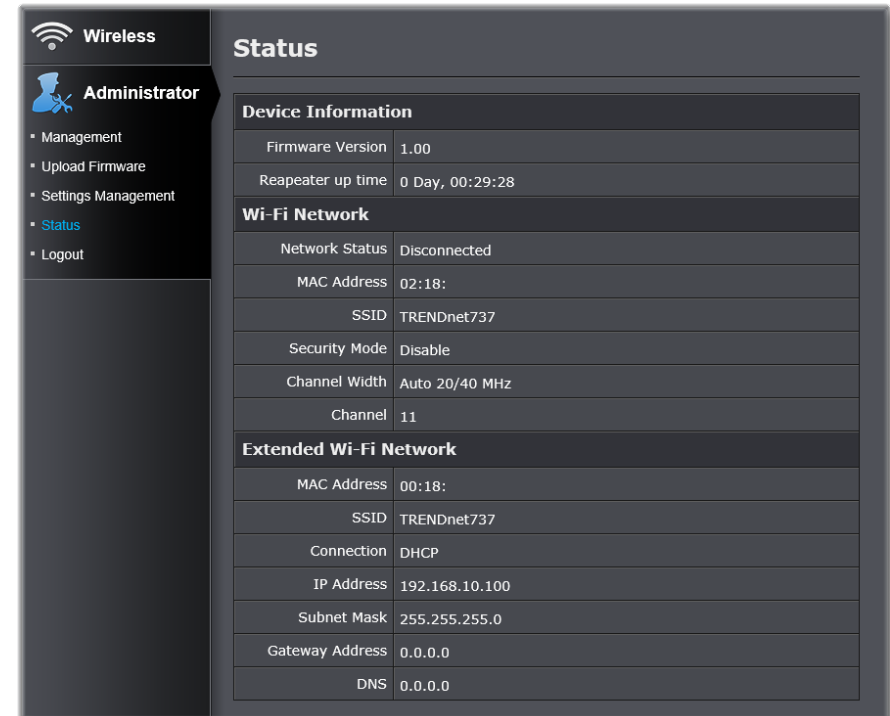 Wireless
Administrator
Management
Upload Firmware
Settings Management
Status
Logout
Status
Device Information
Firmware Version 1.00
Reapeater up time 0 Day, 00:29:28
Wi-Fi Network
Network Status Disconnected
MAC Address 02:18:
SSID TRENDnet737
Security Mode Disable
Channel Width Auto 20/40 MHz
Channel 11
Extended Wi-Fi Network
MAC Address 00:18:
SSID TRENDnet737
Connection DHCP
IP Address 192.168.10.100
Subnet Mask 255.255.255.0
Gateway Address 0.0.0.0
DNS 0.0.0.0